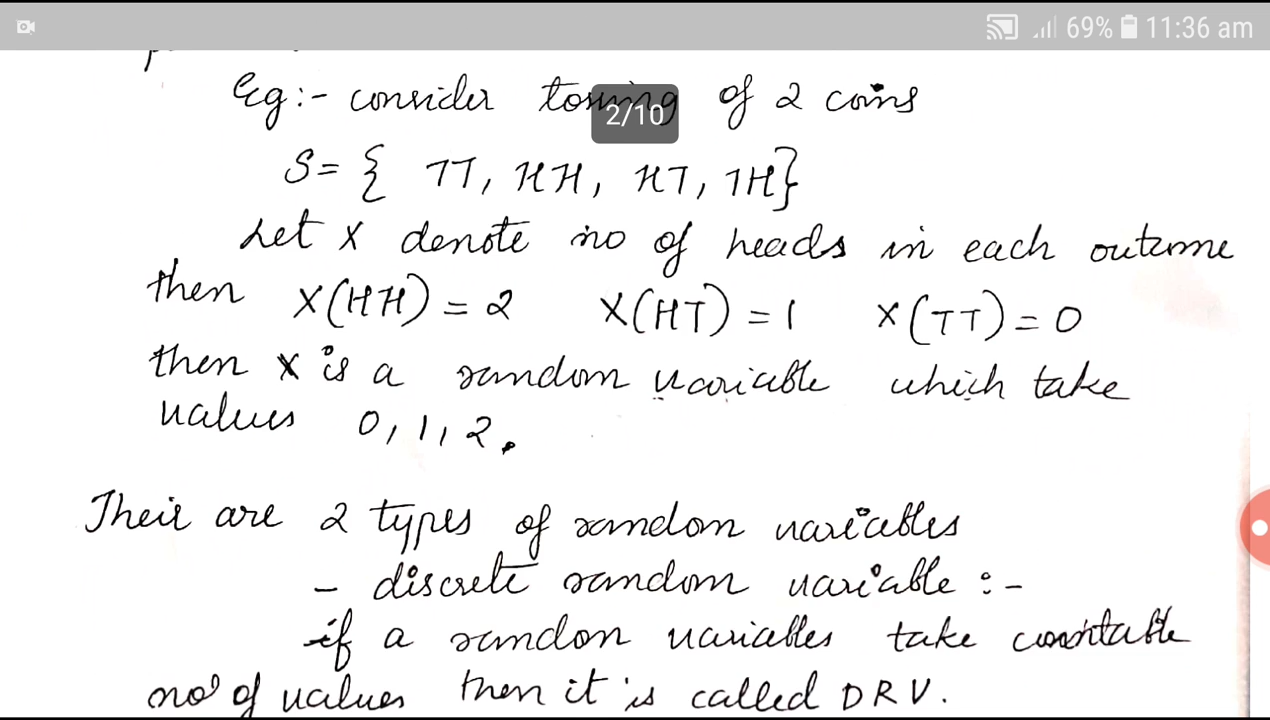 69% 11:36 am
Eg:- consider tossing of 2 coins
2/10
S= { TT, HH, HT, TH}
Let X denote no of heads in each outcome
then X(HH) = 2 X(HT) = 1 X(TT) = 0
then X is a random variable which take
values 0, 1, 2.
Their are 2 types of random variables
- discrete random variable :-
if a random variables take countable
nos of values then it is called DRV.